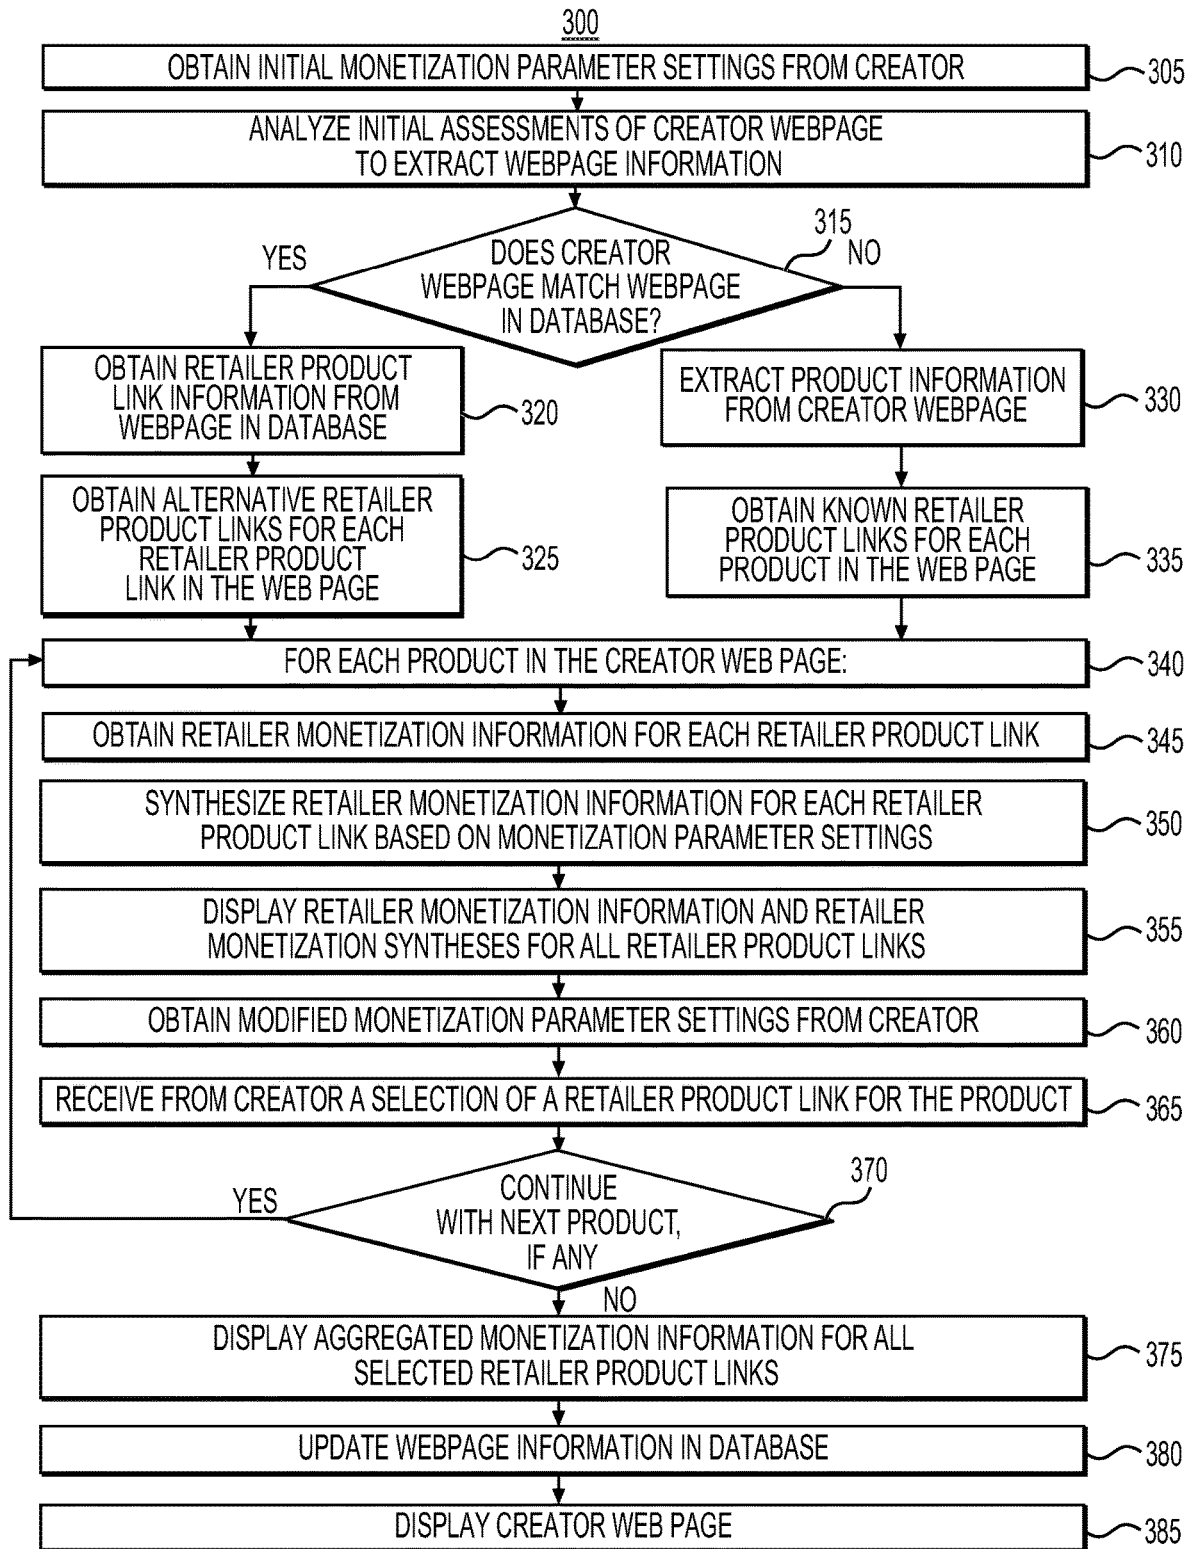 300
OBTAIN INITIAL MONETIZATION PARAMETER SETTINGS FROM CREATOR
305
ANALYZE INITIAL ASSESSMENTS OF CREATOR WEBPAGE
TO EXTRACT WEBPAGE INFORMATION
310
315
YES
NO
DOES CREATOR
WEBPAGE MATCH WEBPAGE
IN DATABASE?
OBTAIN RETAILER PRODUCT
LINK INFORMATION FROM
WEBPAGE IN DATABASE
320
EXTRACT PRODUCT INFORMATION
FROM CREATOR WEBPAGE
330
OBTAIN ALTERNATIVE RETAILER
PRODUCT LINKS FOR EACH
RETAILER PRODUCT
LINK IN THE WEB PAGE
325
OBTAIN KNOWN RETAILER
PRODUCT LINKS FOR EACH
PRODUCT IN THE WEB PAGE
335
FOR EACH PRODUCT IN THE CREATOR WEB PAGE:
340
OBTAIN RETAILER MONETIZATION INFORMATION FOR EACH RETAILER PRODUCT LINK
345
SYNTHESIZE RETAILER MONETIZATION INFORMATION FOR EACH RETAILER
PRODUCT LINK BASED ON MONETIZATION PARAMETER SETTINGS
350
DISPLAY RETAILER MONETIZATION INFORMATION AND RETAILER
MONETIZATION SYNTHESES FOR ALL RETAILER PRODUCT LINKS
355
OBTAIN MODIFIED MONETIZATION PARAMETER SETTINGS FROM CREATOR
360
RECEIVE FROM CREATOR A SELECTION OF A RETAILER PRODUCT LINK FOR THE PRODUCT
365
370
YES
CONTINUE
WITH NEXT PRODUCT,
IF ANY
NO
DISPLAY AGGREGATED MONETIZATION INFORMATION FOR ALL
SELECTED RETAILER PRODUCT LINKS
375
UPDATE WEBPAGE INFORMATION IN DATABASE
380
DISPLAY CREATOR WEB PAGE
385